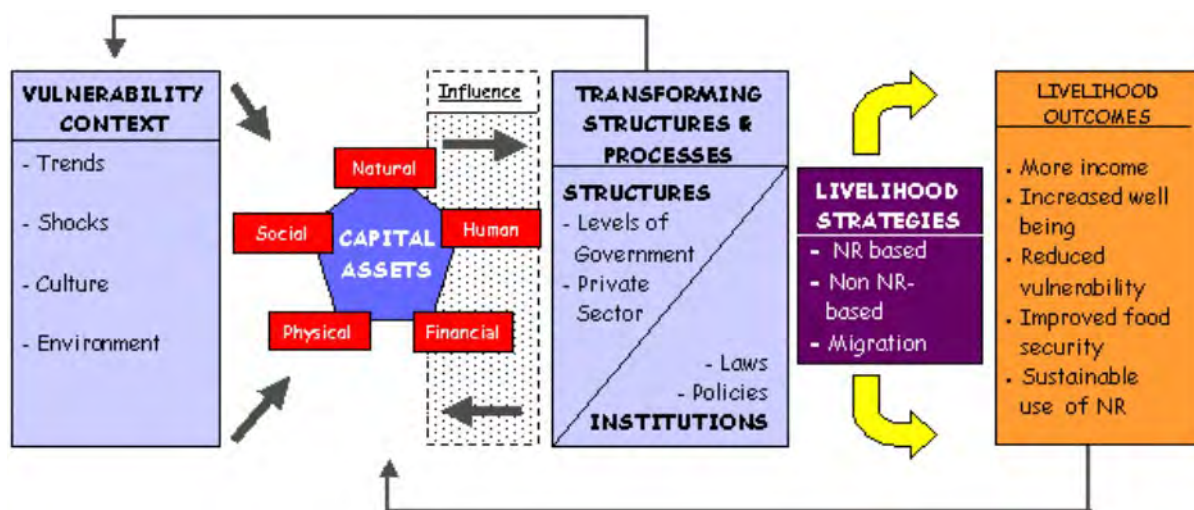 VULNERABILITY
CONTEXT
- Trends
- Shocks
- Culture
- Environment
Natural
Social
Human
CAPITAL
ASSETS
Physical
Financial
Influence
TRANSFORMING
STRUCTURES &
PROCESSES
STRUCTURES
- Levels of
Government
- Private
Sector
- Laws
- Policies
INSTITUTIONS
LIVELIHOOD
STRATEGIES
- NR based
- Non NR-
based
- Migration
LIVELIHOOD
OUTCOMES
. More income
. Increased well
being
. Reduced
vulnerability
. Improved food
security
. Sustainable
use of NR